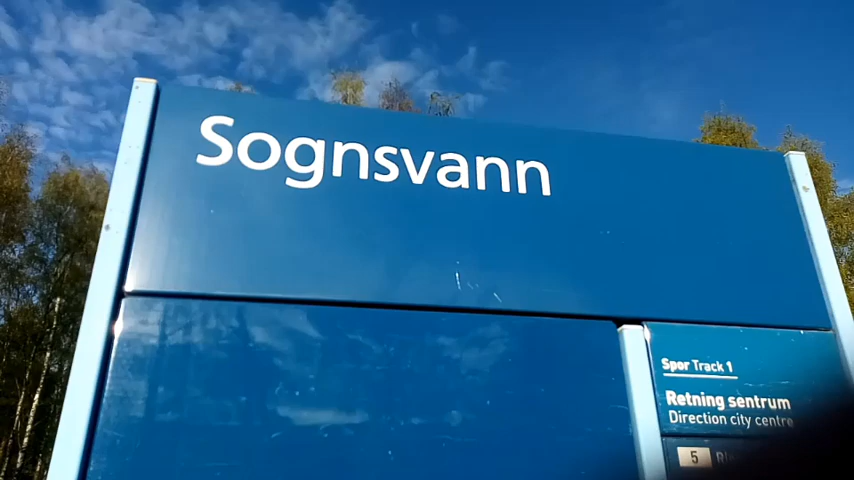 Sognsvann
Spor Track 1
Retning sentrum
Direction city centre
5